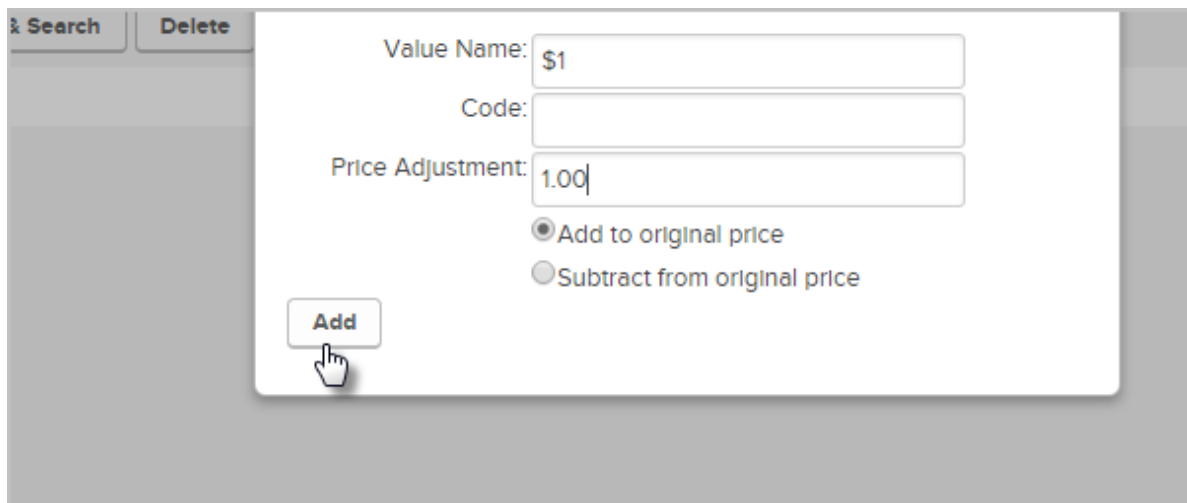 & Search Delete
Value Name: $1
Code:
Price Adjustment: 1.00
Add to original price
Subtract from original price
Add